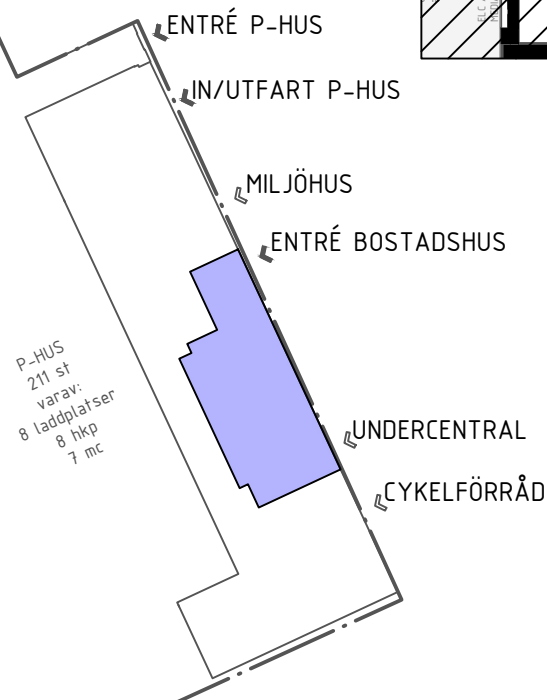 ENTRÉ P-HUS
IN/UTFART P-HUS
MILJÖHUS
ENTRÉ BOSTADSHUS
P-HUS
211 st
varav:
8 laddplatser
8 hkp
7 mc
UNDERCENTRAL
CYKELFÖRRÅD